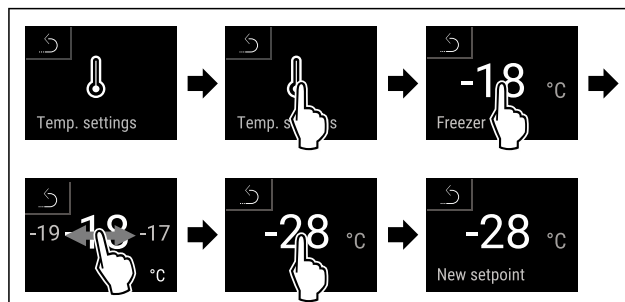 Temp. settings
Temp. s s
-18 °C
Freezer
-19 -18 -17
°C
-28 °C
-28 °C
New setpoint